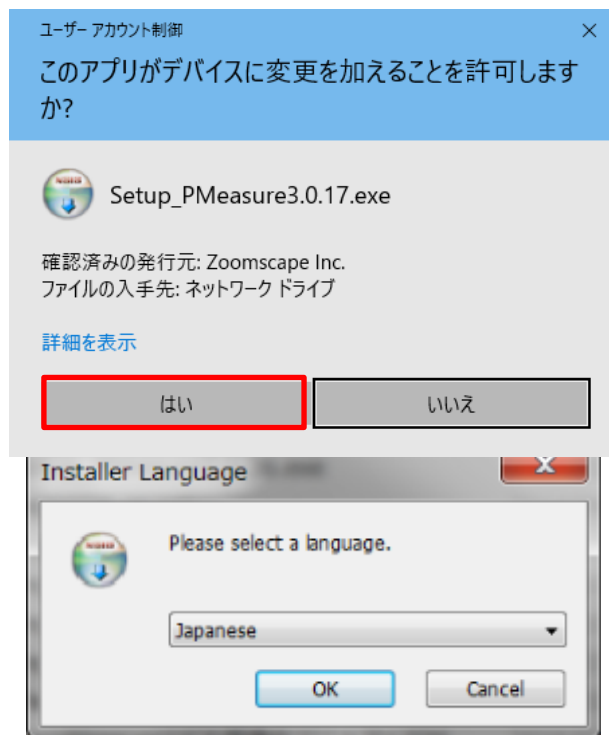 ユーザー アカウント制御
このアプリがデバイスに変更を加えることを許可します
か?
Setup_PMeasure3.0.17.exe
確認済みの発行元: Zoomscape Inc.
ファイルの入手先: ネットワーク ドライブ
詳細を表示
はい
いいえ
Installer Language
Please select a language.
Japanese
OK
Cancel